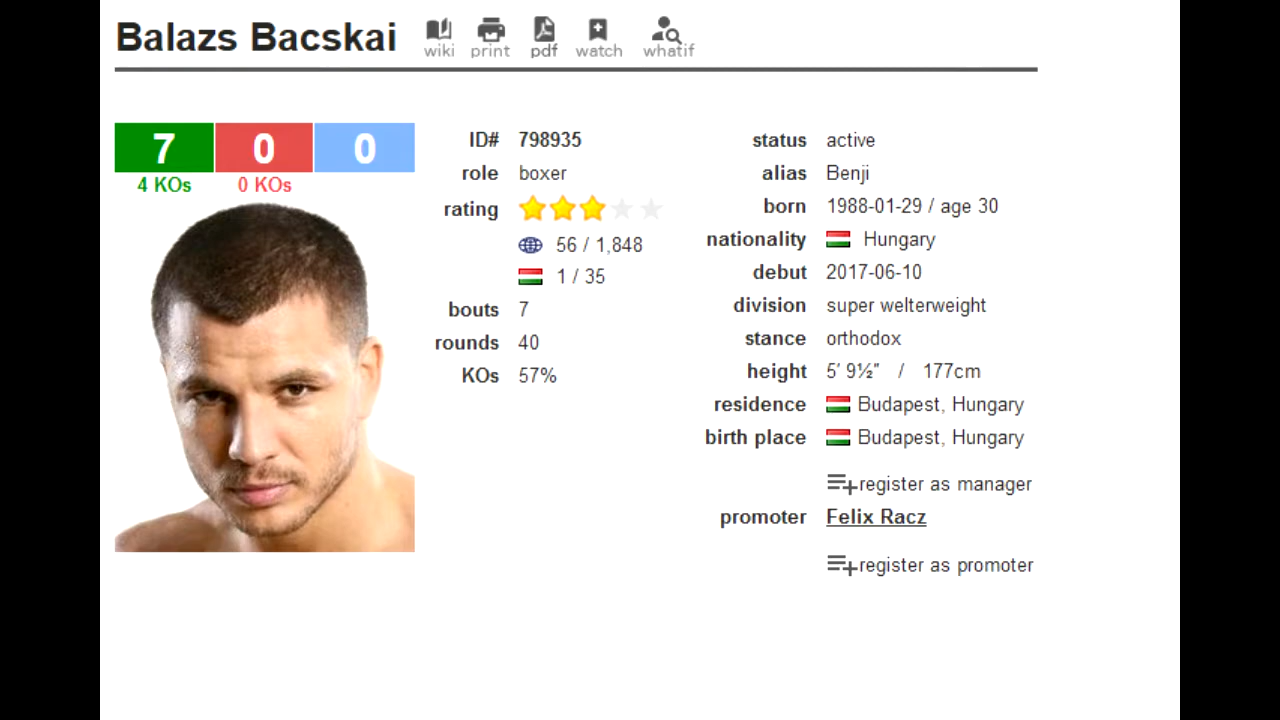 Balazs Bacskai
wiki print pdf watch whatif
7 0 0
4 KOs 0 KOs
ID# 798935
role boxer
rating
56 / 1,848
1 / 35
bouts 7
rounds 40
KOs 57%
status active
alias Benji
born 1988-01-29 / age 30
nationality Hungary
debut 2017-06-10
division super welterweight
stance orthodox
height 5′ 9½″ / 177cm
residence Budapest, Hungary
birth place Budapest, Hungary
register as manager
promoter Felix Racz
register as promoter